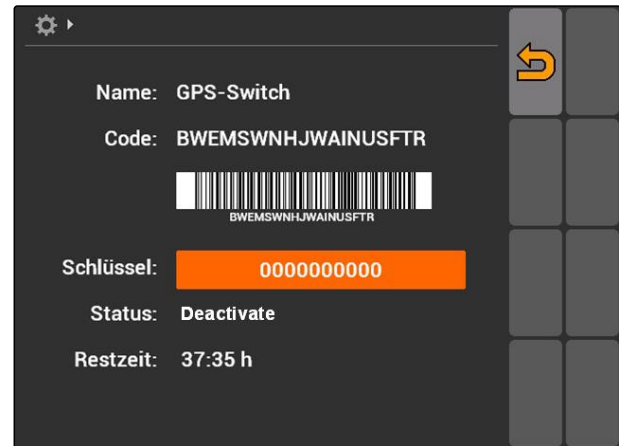 Name: GPS-Switch
Code: BWEMSWNHJWAINUSFTR
BWEMSWNHJWAINUSFTR
Schlüssel: 0000000000
Status: Deactivate
Restzeit: 37:35 h